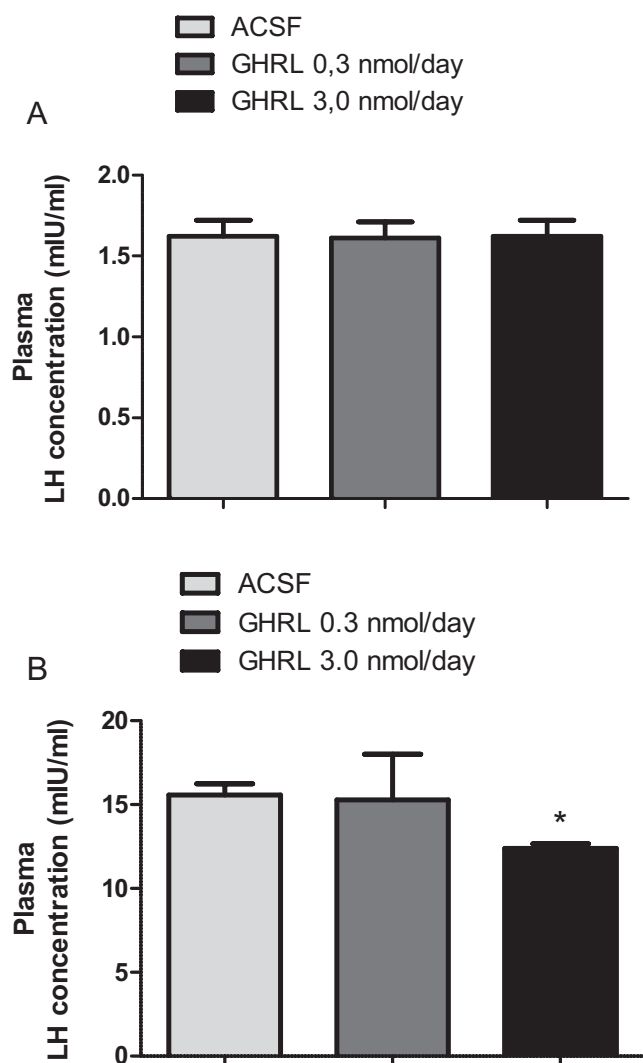 ACSF
GHRL 0,3 nmol/day
GHRL 3,0 nmol/day
A
2.0
1.5
1.0
0.5
0.0
Plasma
LH concentration (mIU/ml)
ACSF
GHRL 0.3 nmol/day
GHRL 3.0 nmol/day
B
20
15
10
5
0
Plasma
LH concentration (mIU/ml)
*